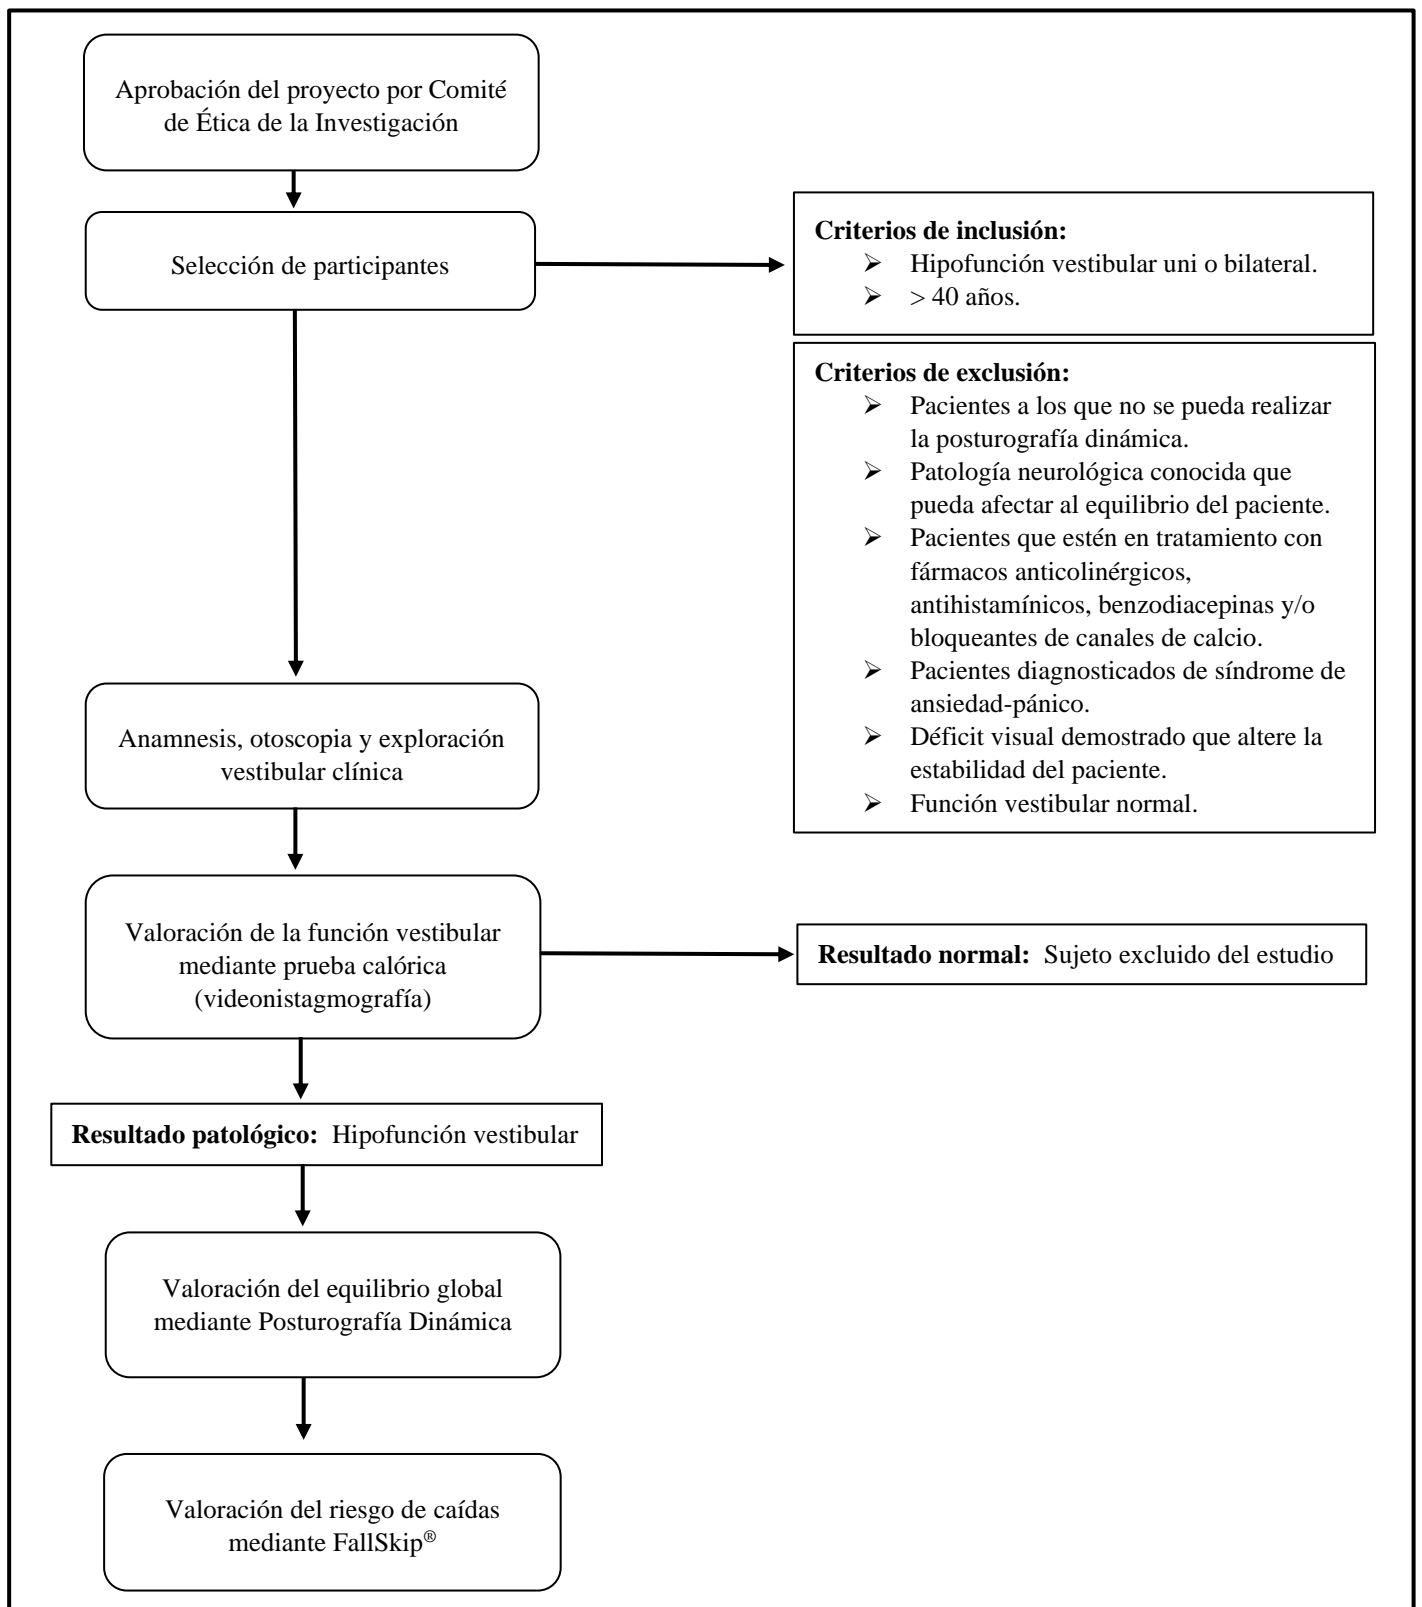 Aprobación del proyecto por Comité
de Ética de la Investigación
Selección de participantes
Criterios de inclusión:
➢ Hipofunción vestibular uni o bilateral.
➢ > 40 años.
Criterios de exclusión:
➢ Pacientes a los que no se pueda realizar
la posturografía dinámica.
➢ Patología neurológica conocida que
pueda afectar al equilibrio del paciente.
➢ Pacientes que estén en tratamiento con
fármacos anticolinérgicos,
antihistamínicos, benzodiacepinas y/o
bloqueantes de canales de calcio.
➢ Pacientes diagnosticados de síndrome de
ansiedad-pánico.
➢ Déficit visual demostrado que altere la
estabilidad del paciente.
➢ Función vestibular normal.
Anamnesis, otoscopia y exploración
vestibular clínica
Valoración de la función vestibular
mediante prueba calórica
(videonistagmografía)
Resultado normal: Sujeto excluido del estudio
Resultado patológico: Hipofunción vestibular
Valoración del equilibrio global
mediante Posturografía Dinámica
Valoración del riesgo de caídas
mediante FallSkip®